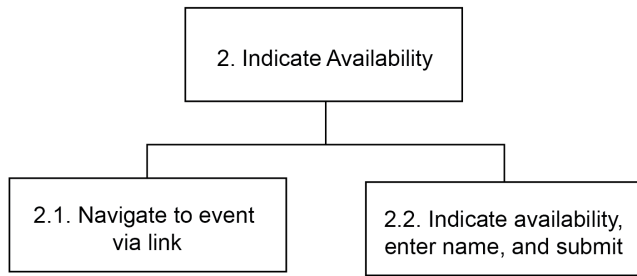 2. Indicate Availability
2.1. Navigate to event
via link
2.2. Indicate availability,
enter name, and submit